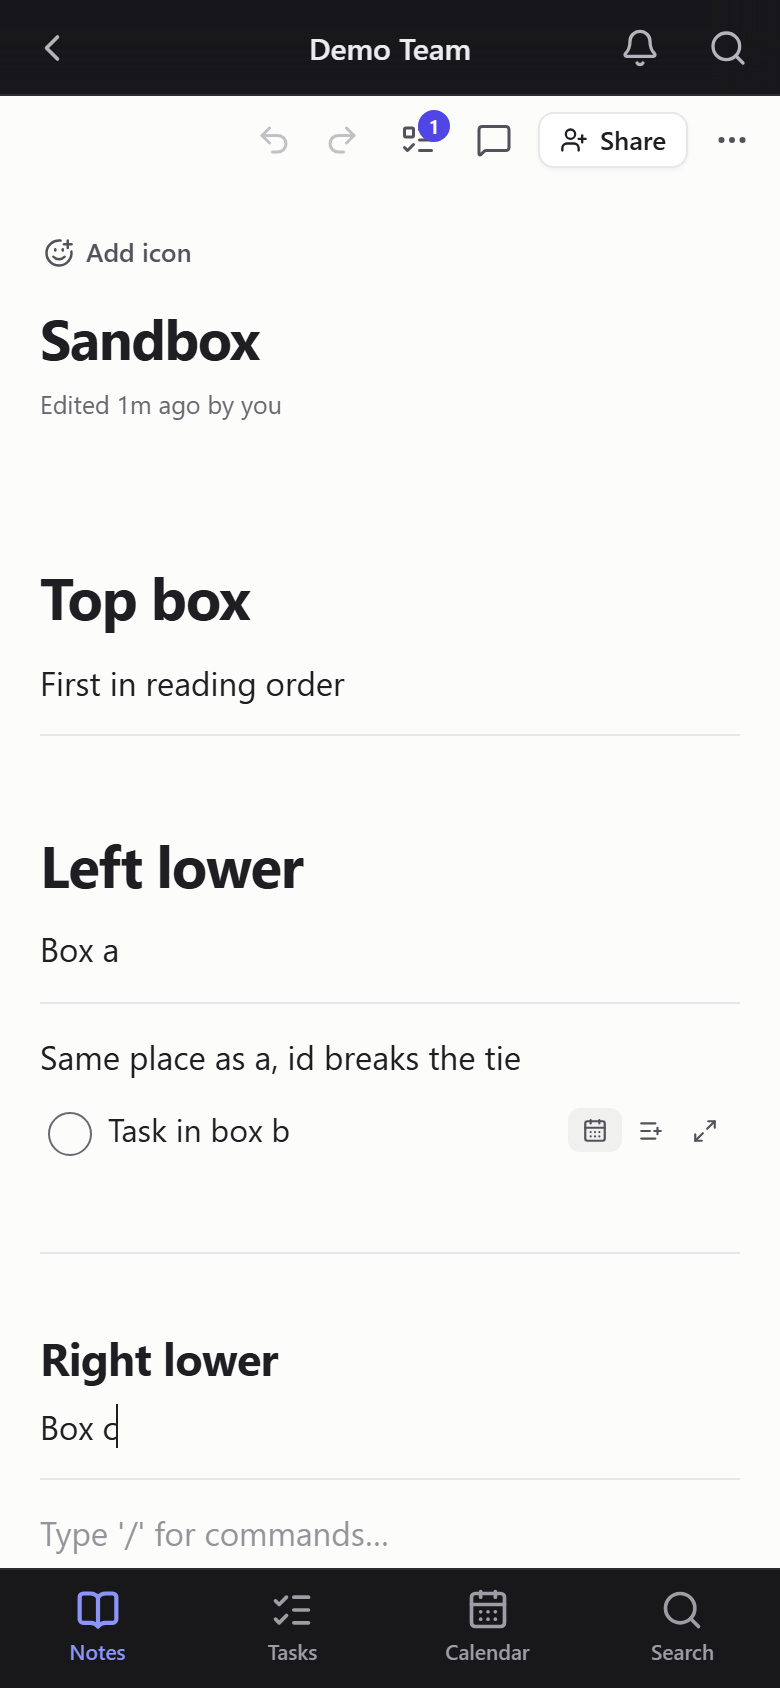 Demo Team
1
Share
Add icon
Sandbox
Edited 1m ago by you
Top box
First in reading order
Left lower
Box a
Same place as a, id breaks the tie
Task in box b
Right lower
Box c
Type '/' for commands...
Notes
Tasks
Calendar
Search